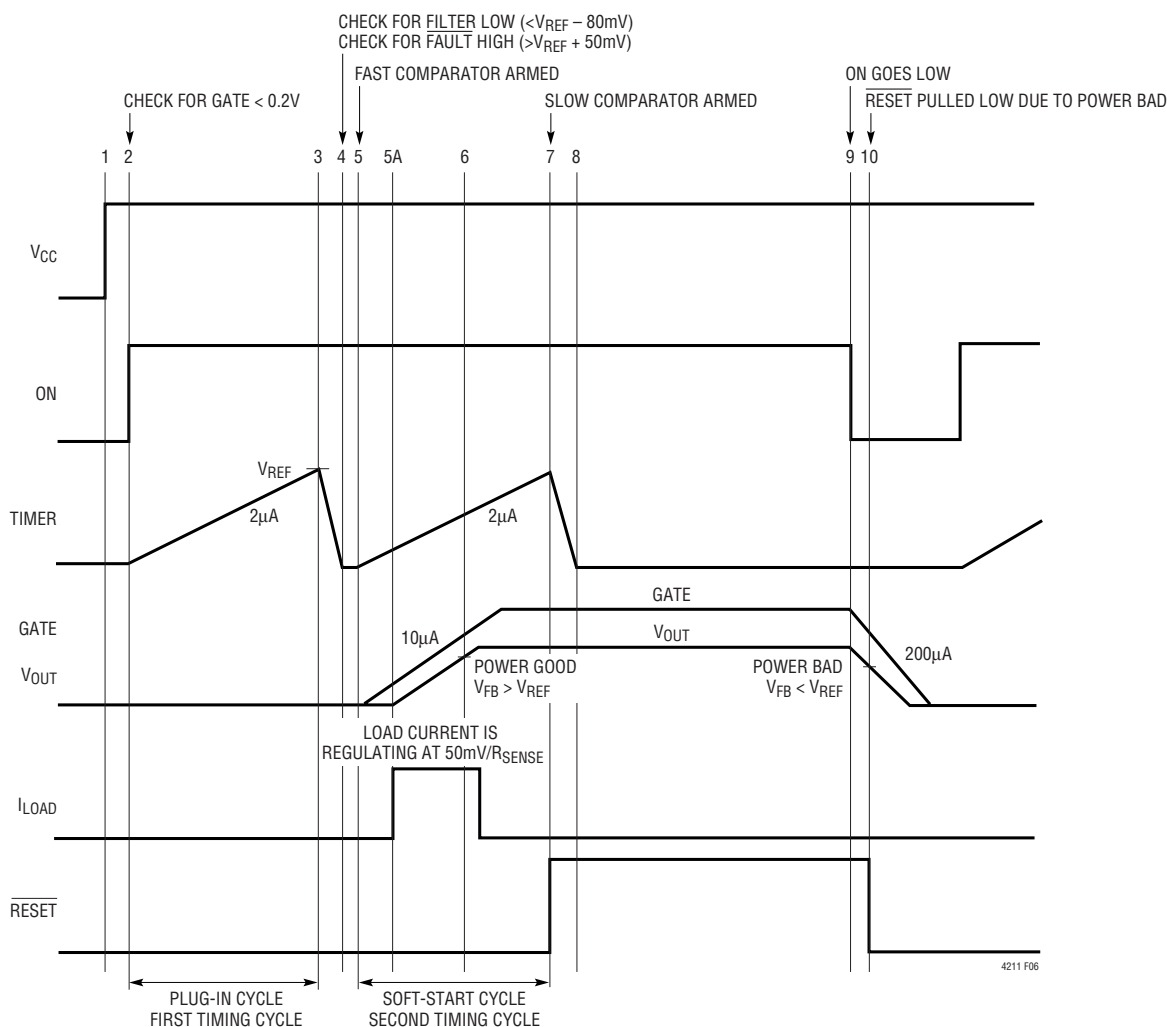 CHECK FOR FILTER LOW (<VREF – 80mV)
CHECK FOR FAULT HIGH (>VREF + 50mV)
FAST COMPARATOR ARMED
ON GOES LOW
CHECK FOR GATE < 0.2V
SLOW COMPARATOR ARMED
RESET PULLED LOW DUE TO POWER BAD
1 2 3 4 5 5A 6 7 8 9 10
VCC
ON
VREF
TIMER
2µA
2µA
GATE
GATE
10µA
VOUT
VOUT
200µA
POWER GOOD
VFB > VREF
POWER BAD
VFB < VREF
LOAD CURRENT IS
REGULATING AT 50mV/RSENSE
ILOAD
RESET
4211 F06
PLUG-IN CYCLE
FIRST TIMING CYCLE
SOFT-START CYCLE
SECOND TIMING CYCLE